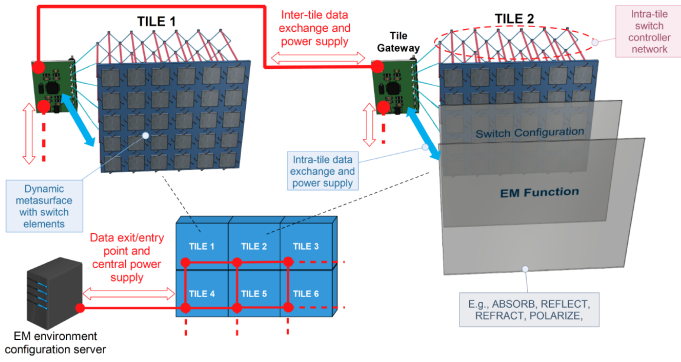 TILE 1
Inter-tile data
exchange and
power supply
TILE 2
Tile
Gateway
Intra-tile
switch
controller
network
Switch Configuration
EM Function
Intra-tile data
exchange and
power supply
Dynamic
metasurface
with switch
elements
Data exit/entry
point and
central power
supply
TILE 1 TILE 2 TILE 3
TILE 4 TILE 5 TILE 6
EM environment
configuration server
E.g., ABSORB, REFLECT,
REFRACT, POLARIZE,